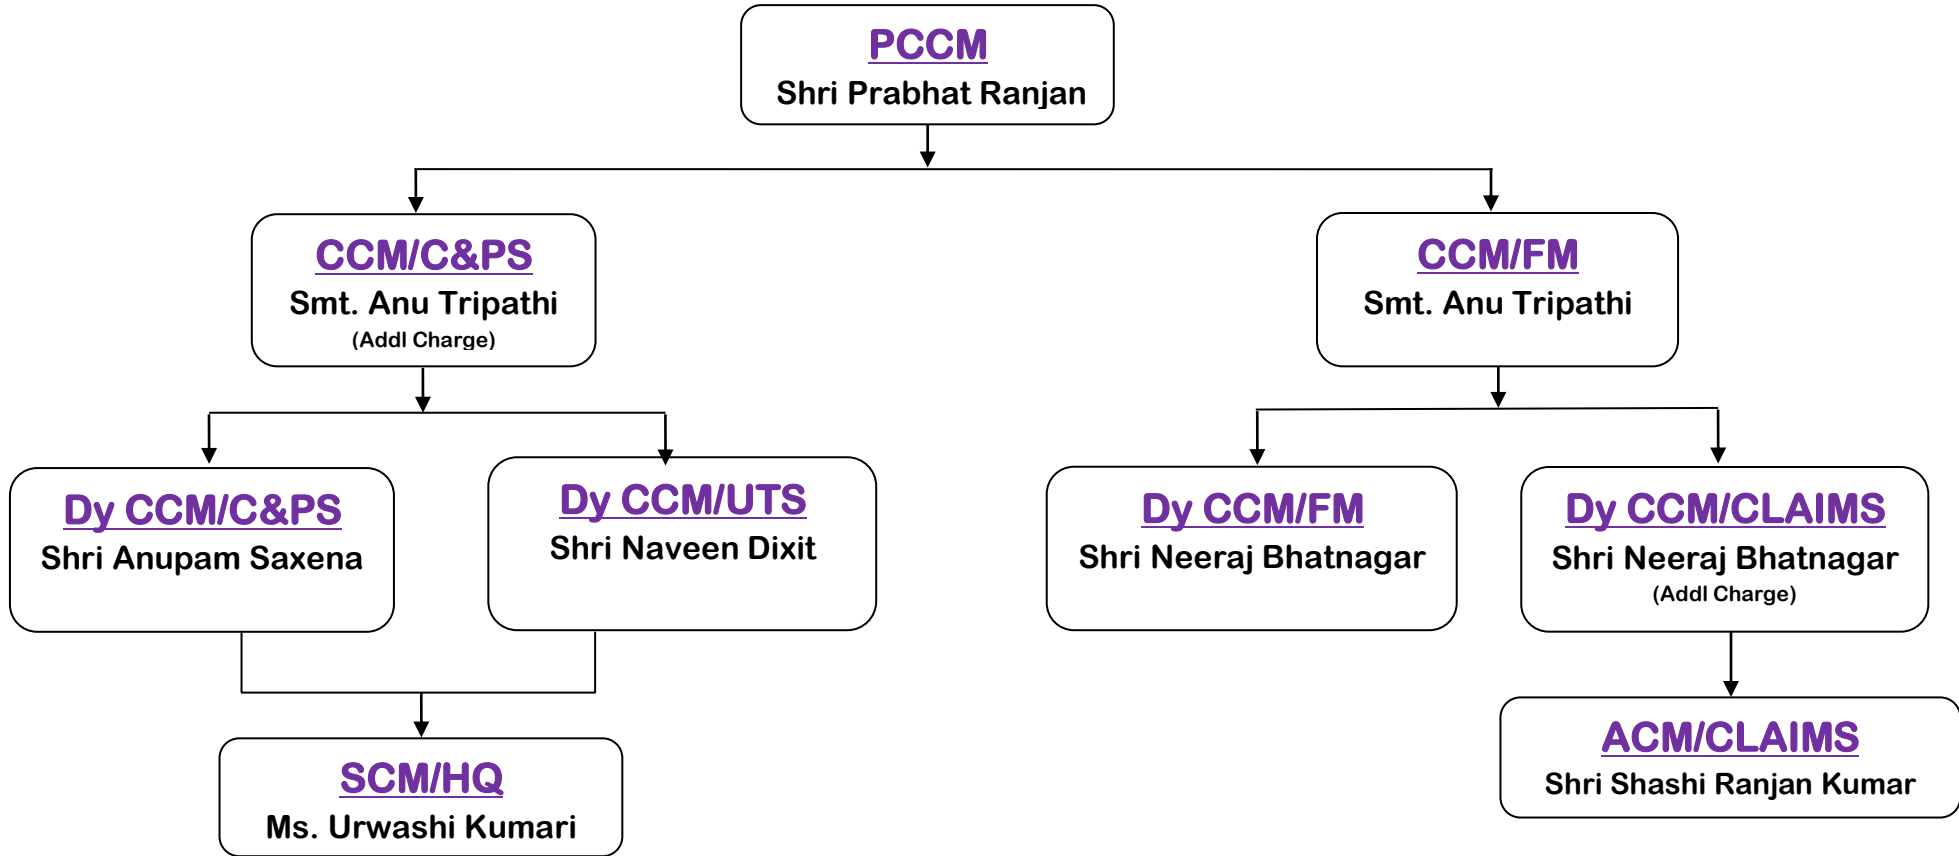 PCCM
Shri Prabhat Ranjan
CCM/C&PS
Smt. Anu Tripathi
(Addl Charge)
CCM/FM
Smt. Anu Tripathi
Dy CCM/C&PS
Shri Anupam Saxena
Dy CCM/UTS
Shri Naveen Dixit
Dy CCM/FM
Shri Neeraj Bhatnagar
Dy CCM/CLAIMS
Shri Neeraj Bhatnagar
(Addl Charge)
SCM/HQ
Ms. Urwashi Kumari
ACM/CLAIMS
Shri Shashi Ranjan Kumar